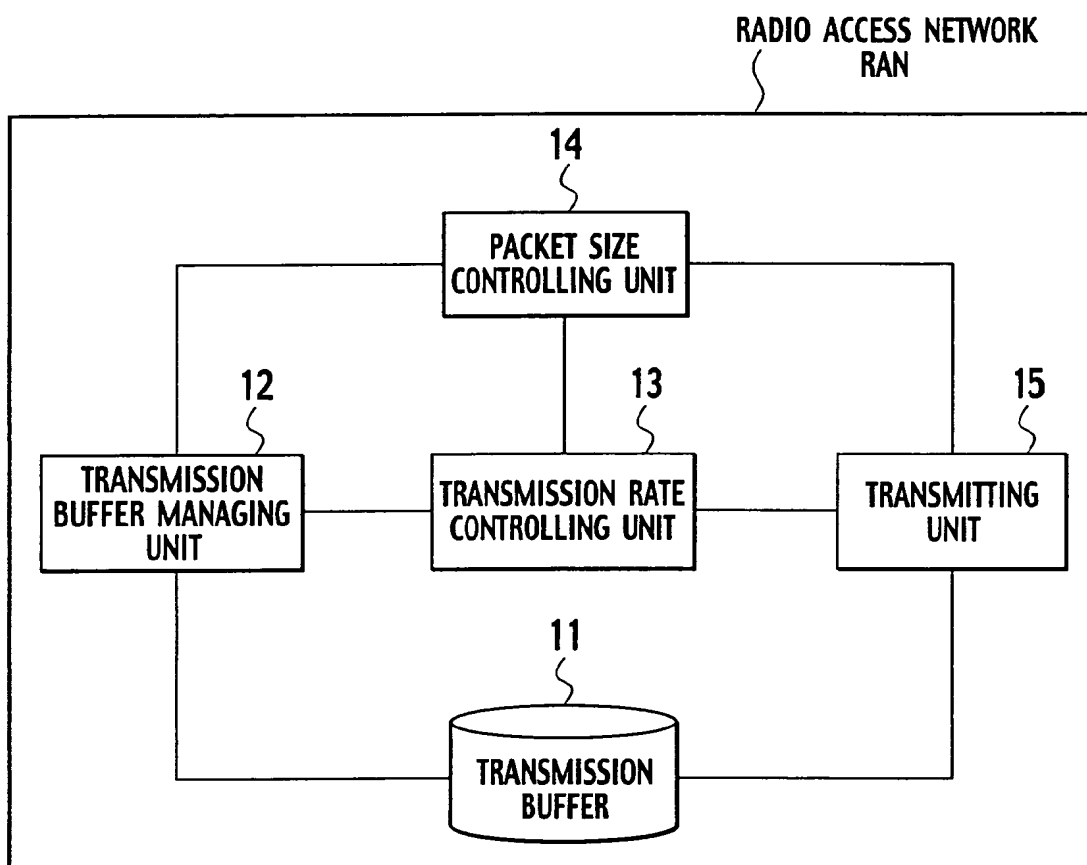 RADIO ACCESS NETWORK
RAN
14
PACKET SIZE
CONTROLLING UNIT
12
13
15
TRANSMISSION
BUFFER MANAGING
UNIT
TRANSMISSION RATE
CONTROLLING UNIT
TRANSMITTING
UNIT
11
TRANSMISSION
BUFFER